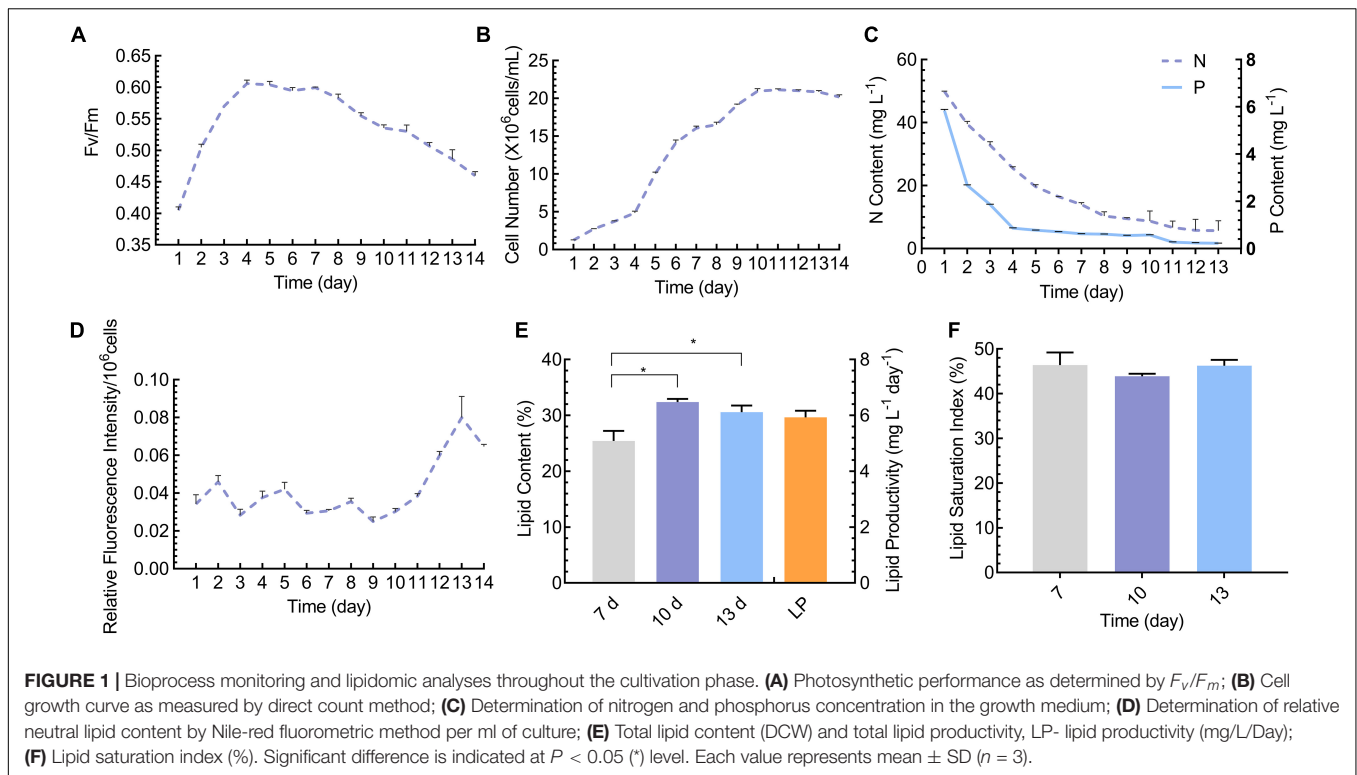 A
Fv/Fm
0.65
0.60
0.55
0.50
0.45
0.40
0.35
1 2 3 4 5 6 7 8 9 10 11 12 13 14
Time (day)
B
Cell Number (X10⁶cells/mL)
25
20
15
10
5
0
1 2 3 4 5 6 7 8 9 10 11 12 13 14
Time (day)
C
N Content (mg L⁻¹)
60
40
20
0
N
P
8
6
4
2
0
P Content (mg L⁻¹)
0 1 2 3 4 5 6 7 8 9 10 11 12 13
Time (day)
D
Relative Fluorescence Intensity/10⁶cells
0.10
0.08
0.06
0.04
0.02
0.00
1 2 3 4 5 6 7 8 9 10 11 12 13 14
Time (day)
E
Lipid Content (%)
40
30
20
10
0
*
*
8
6
4
2
0
Lipid Productivity (mg L⁻¹ day⁻¹)
7 d 10 d 13 d LP
F
Lipid Saturation Index (%)
50
40
30
20
10
0
7 10 13
Time (day)
FIGURE 1 | Bioprocess monitoring and lipidomic analyses throughout the cultivation phase. (A) Photosynthetic performance as determined by Fᵥ/Fₘ; (B) Cell
growth curve as measured by direct count method; (C) Determination of nitrogen and phosphorus concentration in the growth medium; (D) Determination of relative
neutral lipid content by Nile-red fluorometric method per ml of culture; (E) Total lipid content (DCW) and total lipid productivity, LP- lipid productivity (mg/L/Day);
(F) Lipid saturation index (%). Significant difference is indicated at P < 0.05 (*) level. Each value represents mean ± SD (n = 3).